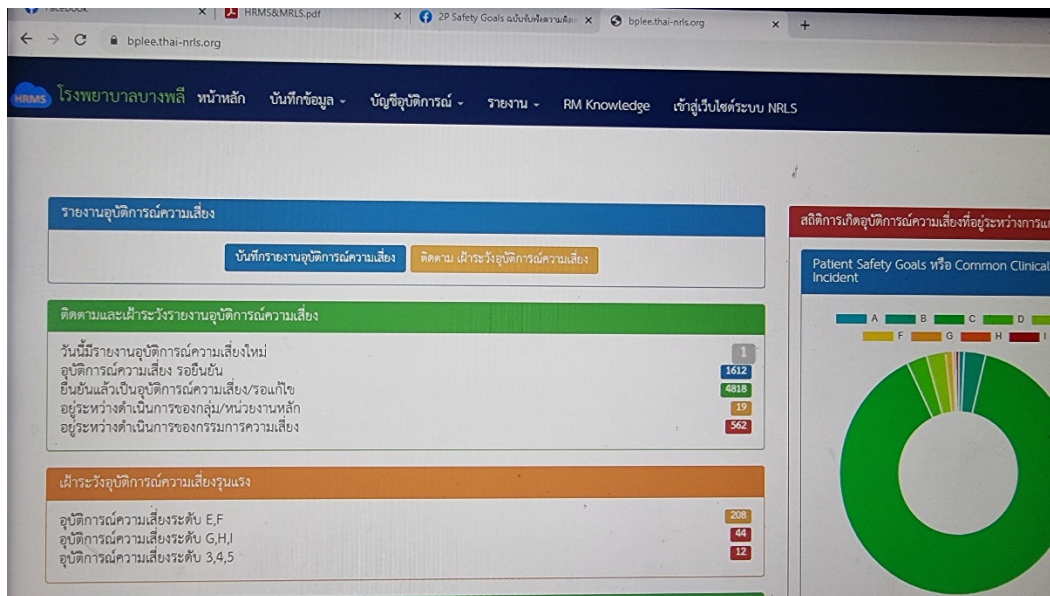 Facebook
HRMS&MRLS.pdf
2P Safety Goals ฉบับจับพลังความคิด
bplee.thai-nrls.org
bplee.thai-nrls.org
HRMS โรงพยาบาลบางพลี หน้าหลัก บันทึกข้อมูล บัญชีอุบัติการณ์ รายงาน RM Knowledge เข้าสู่เว็บไซต์ระบบ NRLS
รายงานอุบัติการณ์ความเสี่ยง
บันทึกรายงานอุบัติการณ์ความเสี่ยง ติดตาม เฝ้าระวังอุบัติการณ์ความเสี่ยง
ติดตามและเฝ้าระวังรายงานอุบัติการณ์ความเสี่ยง
วันนี้มีรายงานอุบัติการณ์ความเสี่ยงใหม่ 1
อุบัติการณ์ความเสี่ยง รอยืนยัน 1612
ยืนยันแล้วเป็นอุบัติการณ์ความเสี่ยง/รอแก้ไข 4818
อยู่ระหว่างดำเนินการของกลุ่ม/หน่วยงานหลัก 19
อยู่ระหว่างดำเนินการของกรรมการความเสี่ยง 562
เฝ้าระวังอุบัติการณ์ความเสี่ยงรุนแรง
อุบัติการณ์ความเสี่ยงระดับ E,F 208
อุบัติการณ์ความเสี่ยงระดับ G,H,I 44
อุบัติการณ์ความเสี่ยงระดับ 3,4,5 12
สถิติการเกิดอุบัติการณ์ความเสี่ยงที่อยู่ระหว่างการแก
Patient Safety Goals หรือ Common Clinical
Incident
A B C D
F G H I